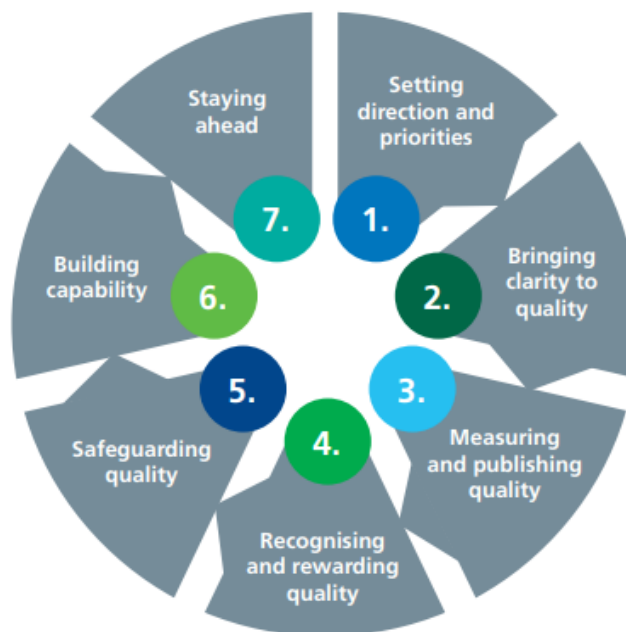 1.
Setting
direction and
priorities
2.
Bringing
clarity to
quality
3.
Measuring
and publishing
quality
4.
Recognising
and rewarding
quality
5.
Safeguarding
quality
6.
Building
capability
7.
Staying
ahead